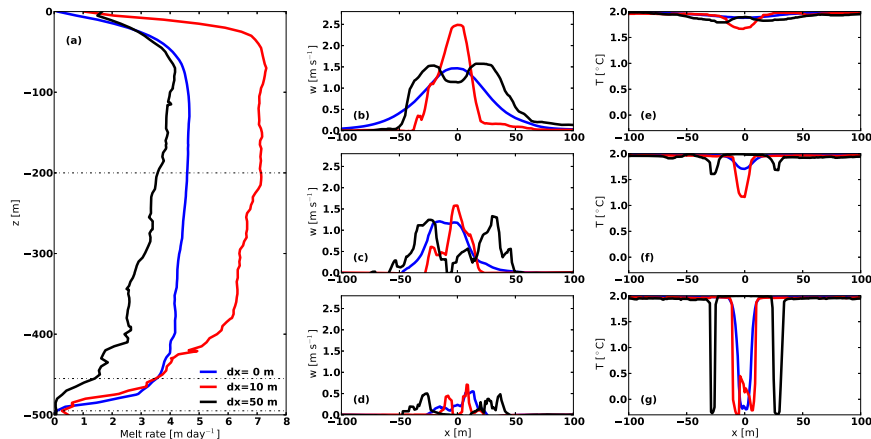 (a)
z [m]
0
−100
−200
−300
−400
−500
0 1 2 3 4 5 6 7 8
Melt rate [m day⁻¹]
dx= 0 m
dx=10 m
dx=50 m
(b)
w [m s⁻¹]
2.5
2.0
1.5
1.0
0.5
0.0
−100 −50 0 50 100
(c)
w [m s⁻¹]
2.5
2.0
1.5
1.0
0.5
0.0
−100 −50 0 50 100
(d)
w [m s⁻¹]
2.5
2.0
1.5
1.0
0.5
0.0
−100 −50 0 50 100
x [m]
(e)
T [°C]
2.0
1.5
1.0
0.5
0.0
−100 −50 0 50 100
(f)
T [°C]
2.0
1.5
1.0
0.5
0.0
−100 −50 0 50 100
(g)
T [°C]
2.0
1.5
1.0
0.5
0.0
−100 −50 0 50 100
x [m]